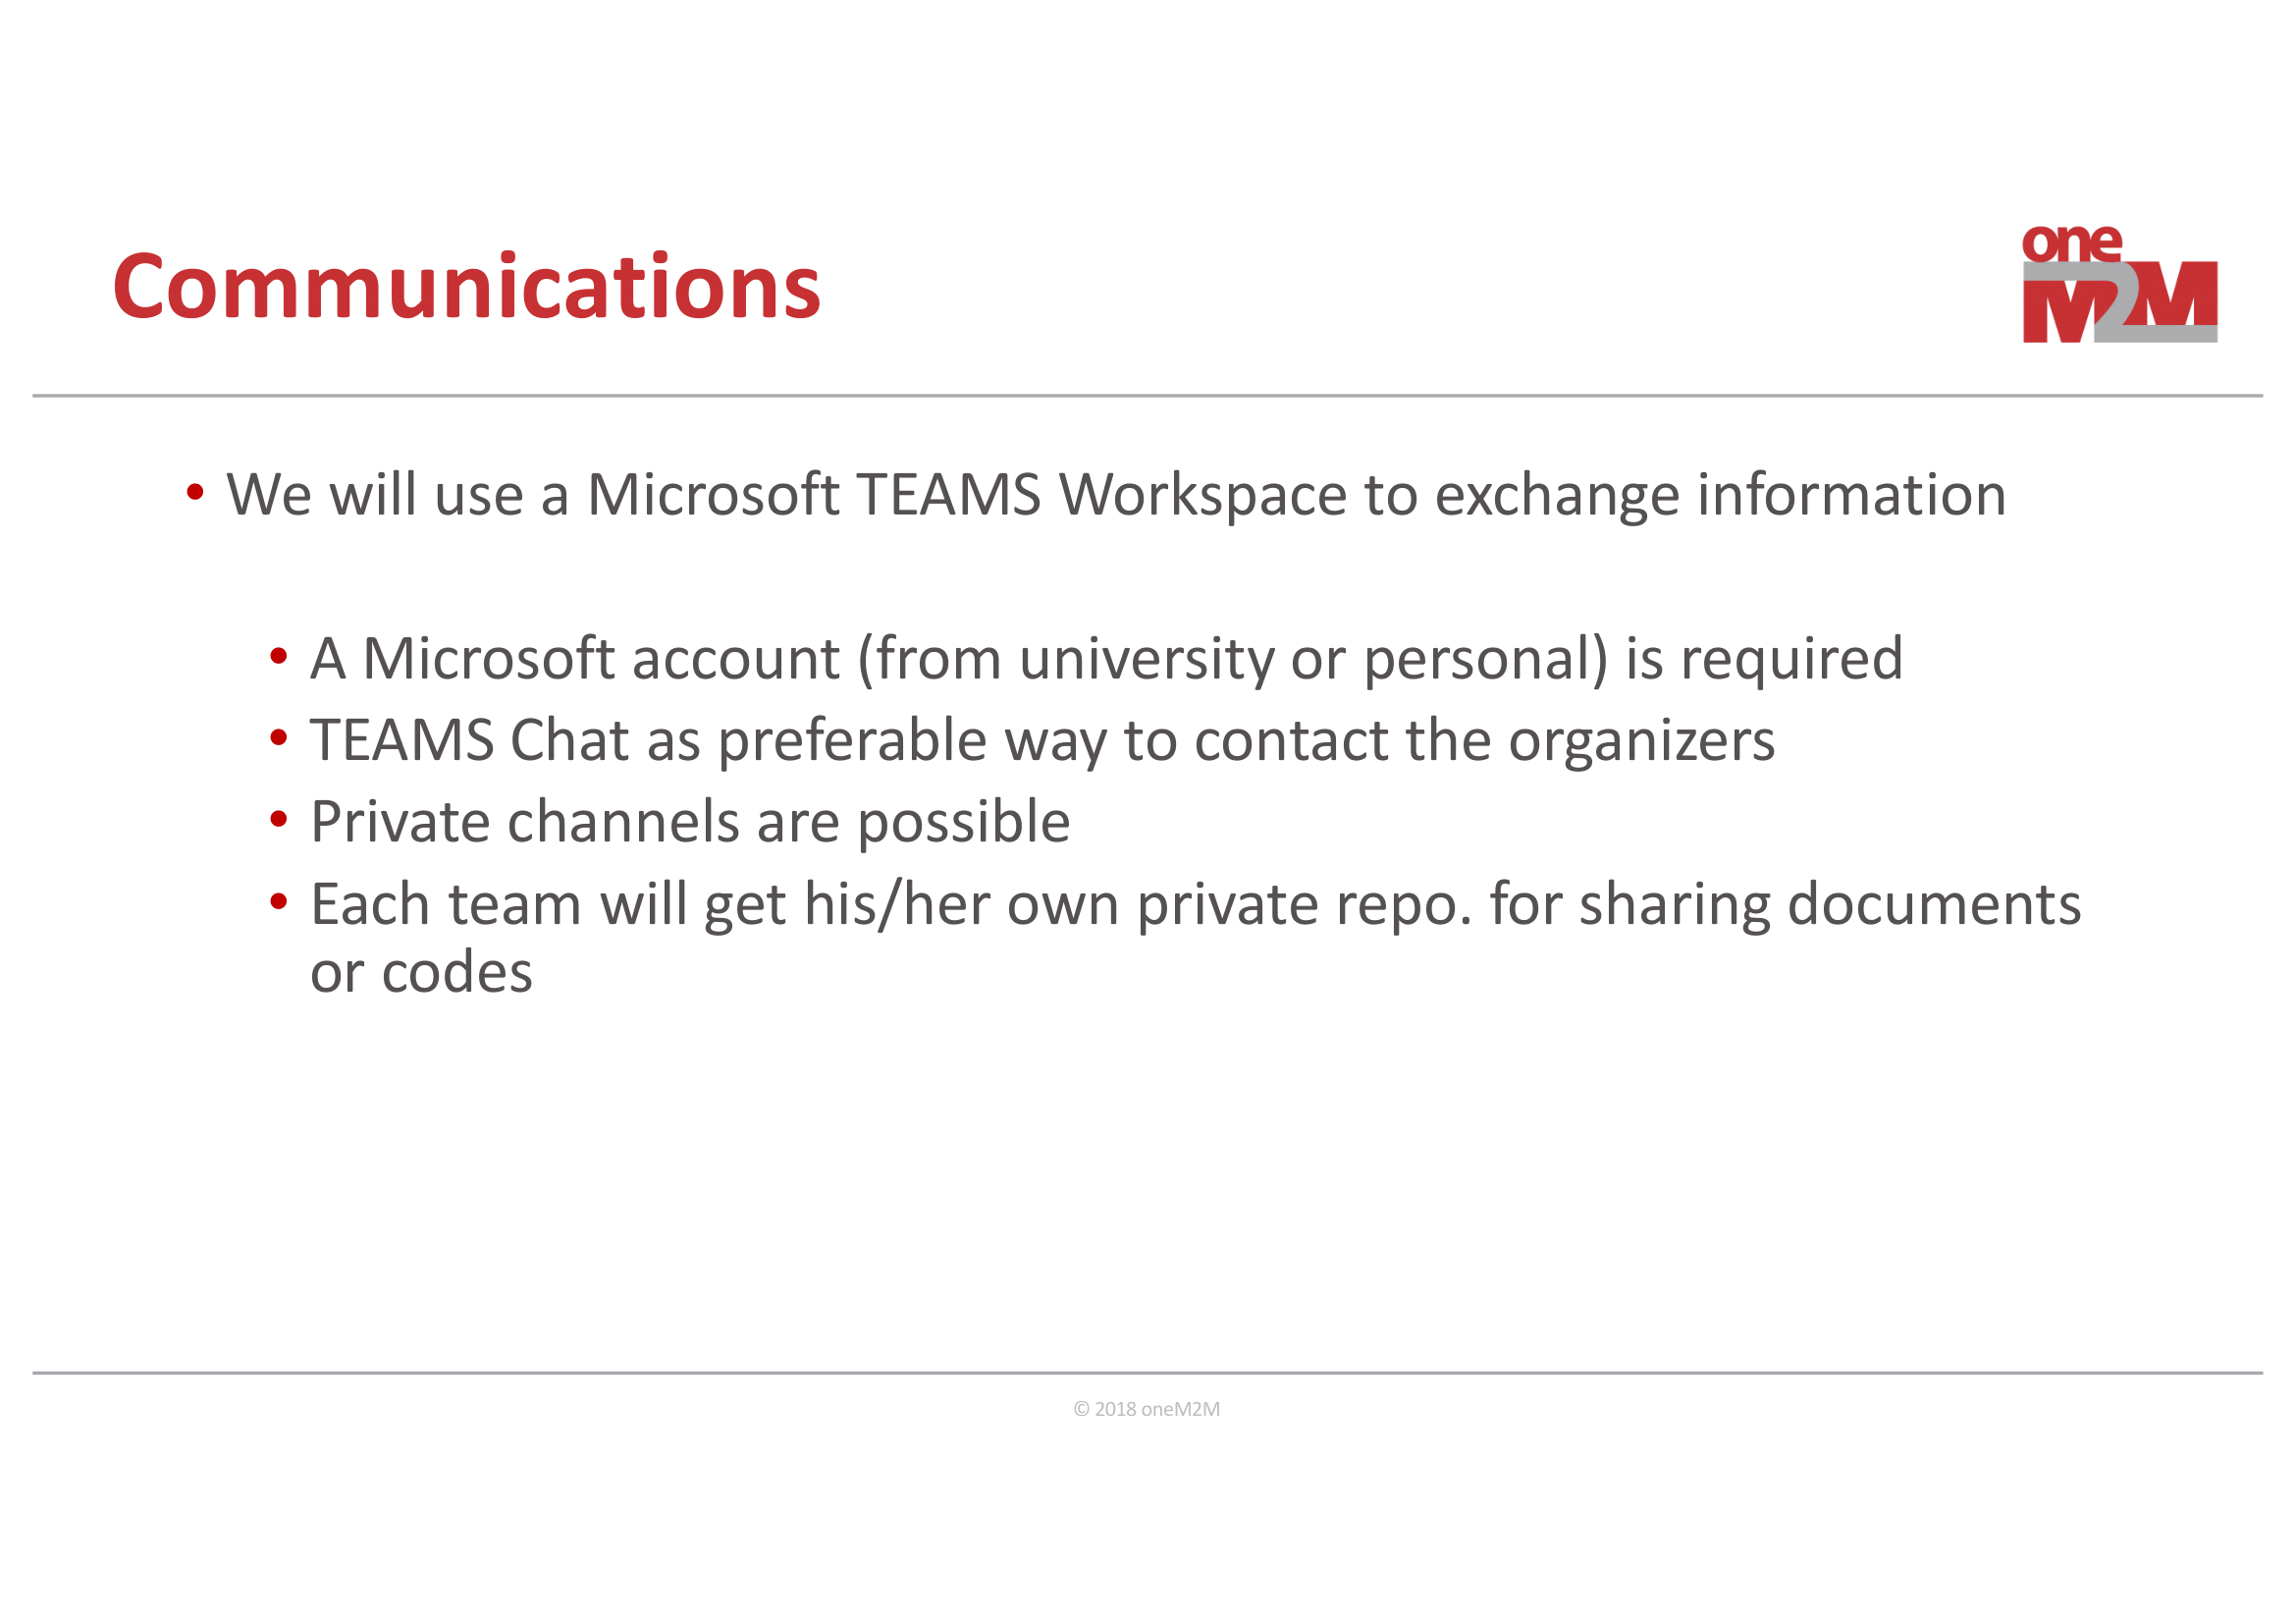 Communications
one
M2M
• We will use a Microsoft TEAMS Workspace to exchange information
• A Microsoft account (from university or personal) is required
• TEAMS Chat as preferable way to contact the organizers
• Private channels are possible
• Each team will get his/her own private repo. for sharing documents
or codes
© 2018 oneM2M